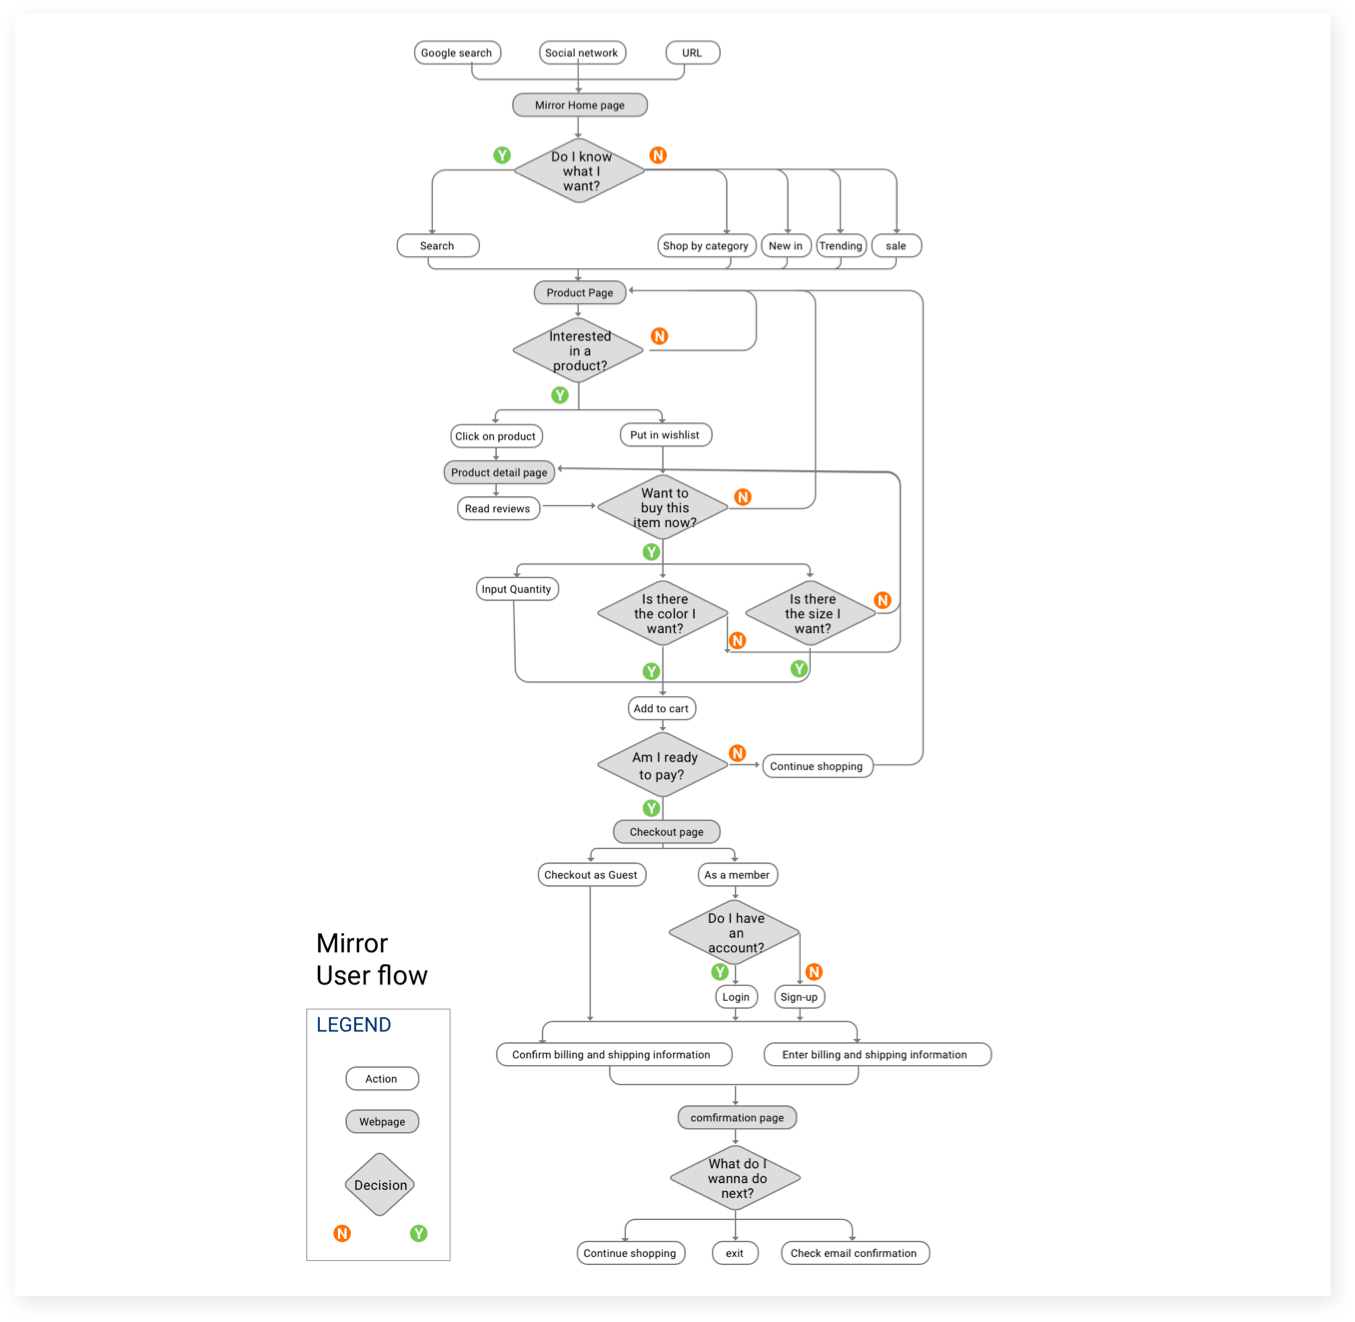 Google search
Social network
URL
Mirror Home page
Y
Do I know
what I
want?
N
Search
Shop by category
New in
Trending
sale
Product Page
Interested
in a
product?
N
Y
Click on product
Put in wishlist
Product detail page
Read reviews
Want to
buy this
item now?
N
Y
Input Quantity
Is there
the color I
want?
N
Is there
the size I
want?
N
Y
Y
Add to cart
Am I ready
to pay?
N
Continue shopping
Y
Checkout page
Checkout as Guest
As a member
Do I have
an
account?
Y
N
Login
Sign-up
Confirm billing and shipping information
Enter billing and shipping information
comfirmation page
What do I
wanna do
next?
Continue shopping
exit
Check email confirmation
Mirror
User flow
LEGEND
Action
Webpage
Decision
N
Y